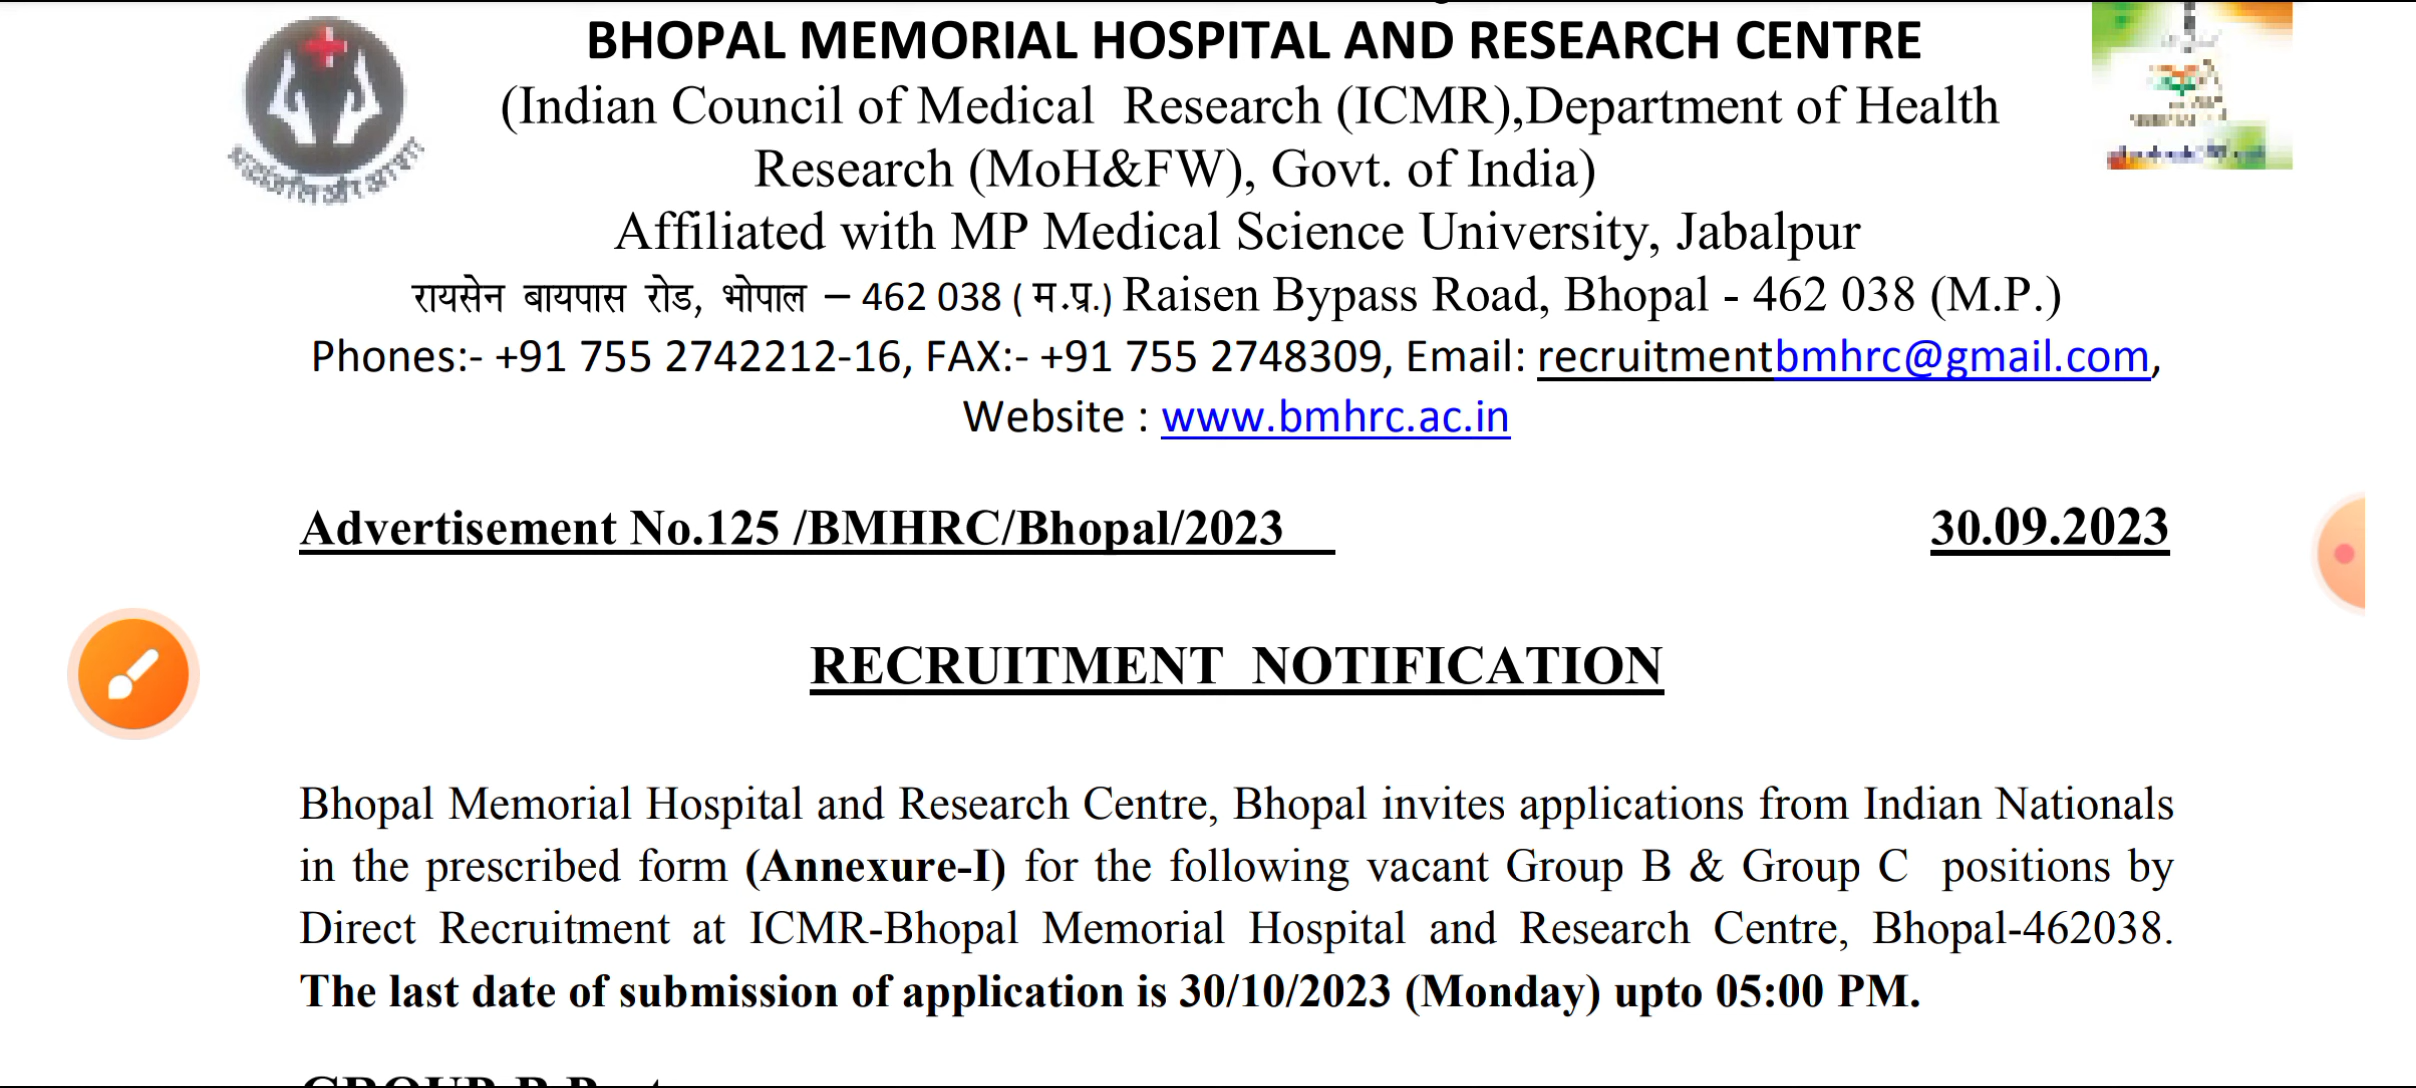 BHOPAL MEMORIAL HOSPITAL AND RESEARCH CENTRE
(Indian Council of Medical  Research (ICMR),Department of Health
Research (MoH&FW), Govt. of India)
Affiliated with MP Medical Science University, Jabalpur
रायसेन बायपास रोड, भोपाल – 462 038 ( म.प्र.) Raisen Bypass Road, Bhopal - 462 038 (M.P.)
Phones:- +91 755 2742212-16, FAX:- +91 755 2748309, Email: recruitmentbmhrc@gmail.com,
Website : www.bmhrc.ac.in
Advertisement No.125 /BMHRC/Bhopal/2023 30.09.2023
RECRUITMENT NOTIFICATION
Bhopal Memorial Hospital and Research Centre, Bhopal invites applications from Indian Nationals
in the prescribed form (Annexure-I) for the following vacant Group B & Group C positions by
Direct Recruitment at ICMR-Bhopal Memorial Hospital and Research Centre, Bhopal-462038.
The last date of submission of application is 30/10/2023 (Monday) upto 05:00 PM.